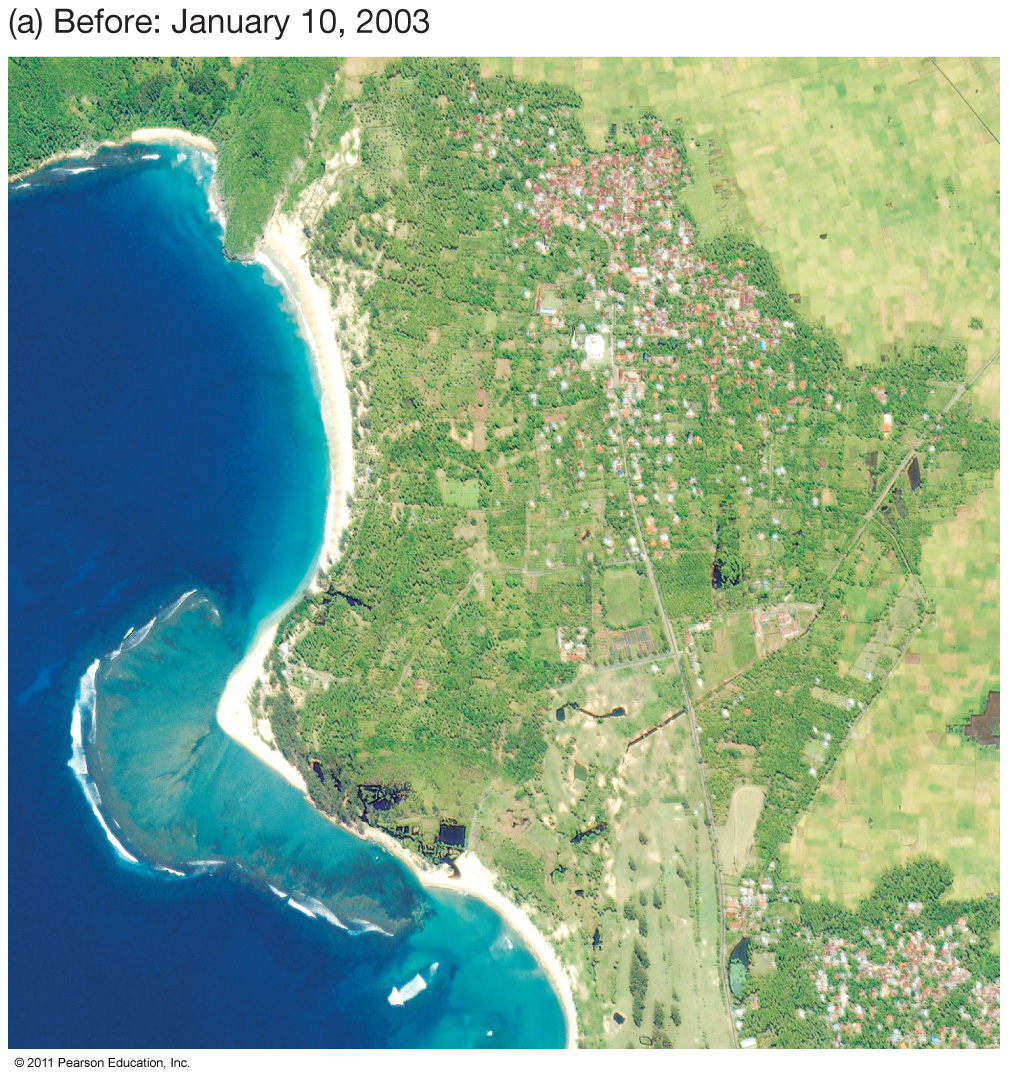 (a) Before: January 10, 2003
© 2011 Pearson Education, Inc.